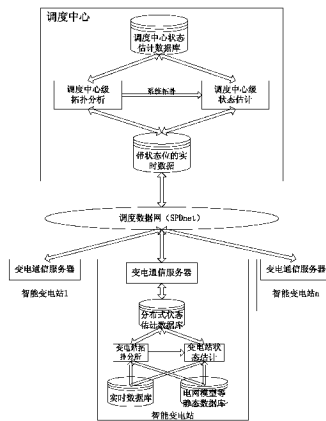 调度中心
调度中心状态
估计数据库
调度中心级
拓扑分析
系统拓扑
调度中心级
状态估计
带状态位的实
时数据
调度数据网（SPDnet）
变电通信服务器
变电通信服务器
变电通信服务器
智能变电站1
智能变电站n
分布式状态
估计数据库
变电站拓
扑分析
变电站状
态估计
实时数据库
电网模型等
静态数据库
智能变电站